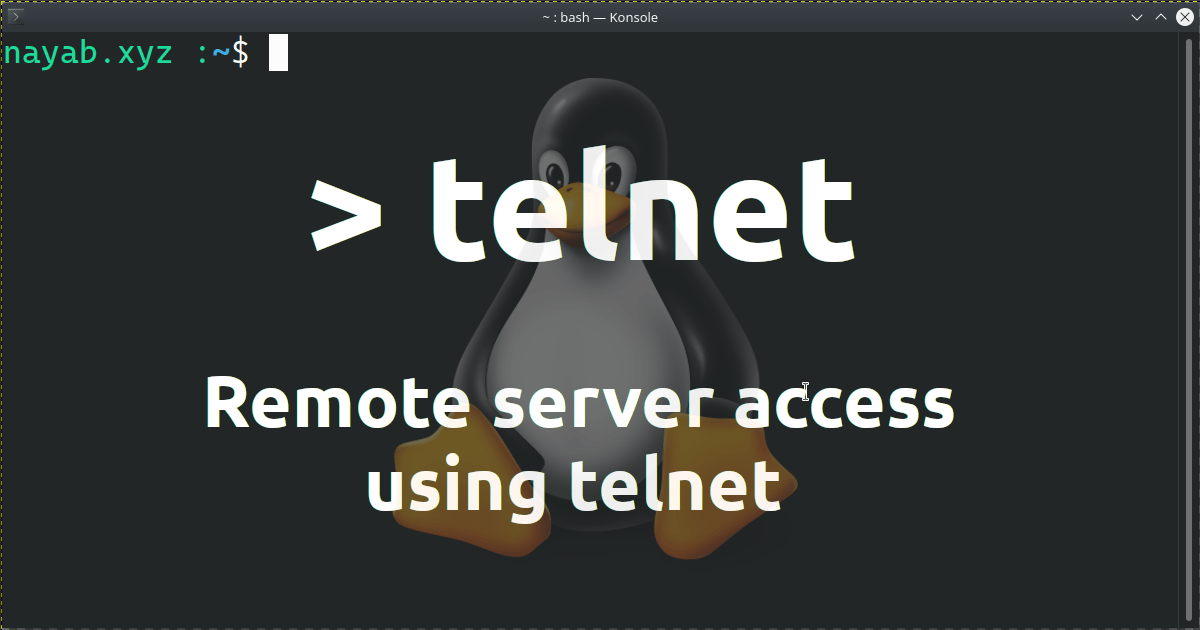 ~ : bash — Konsole
nayab.xyz :~$
> telnet
Remote server access
using telnet